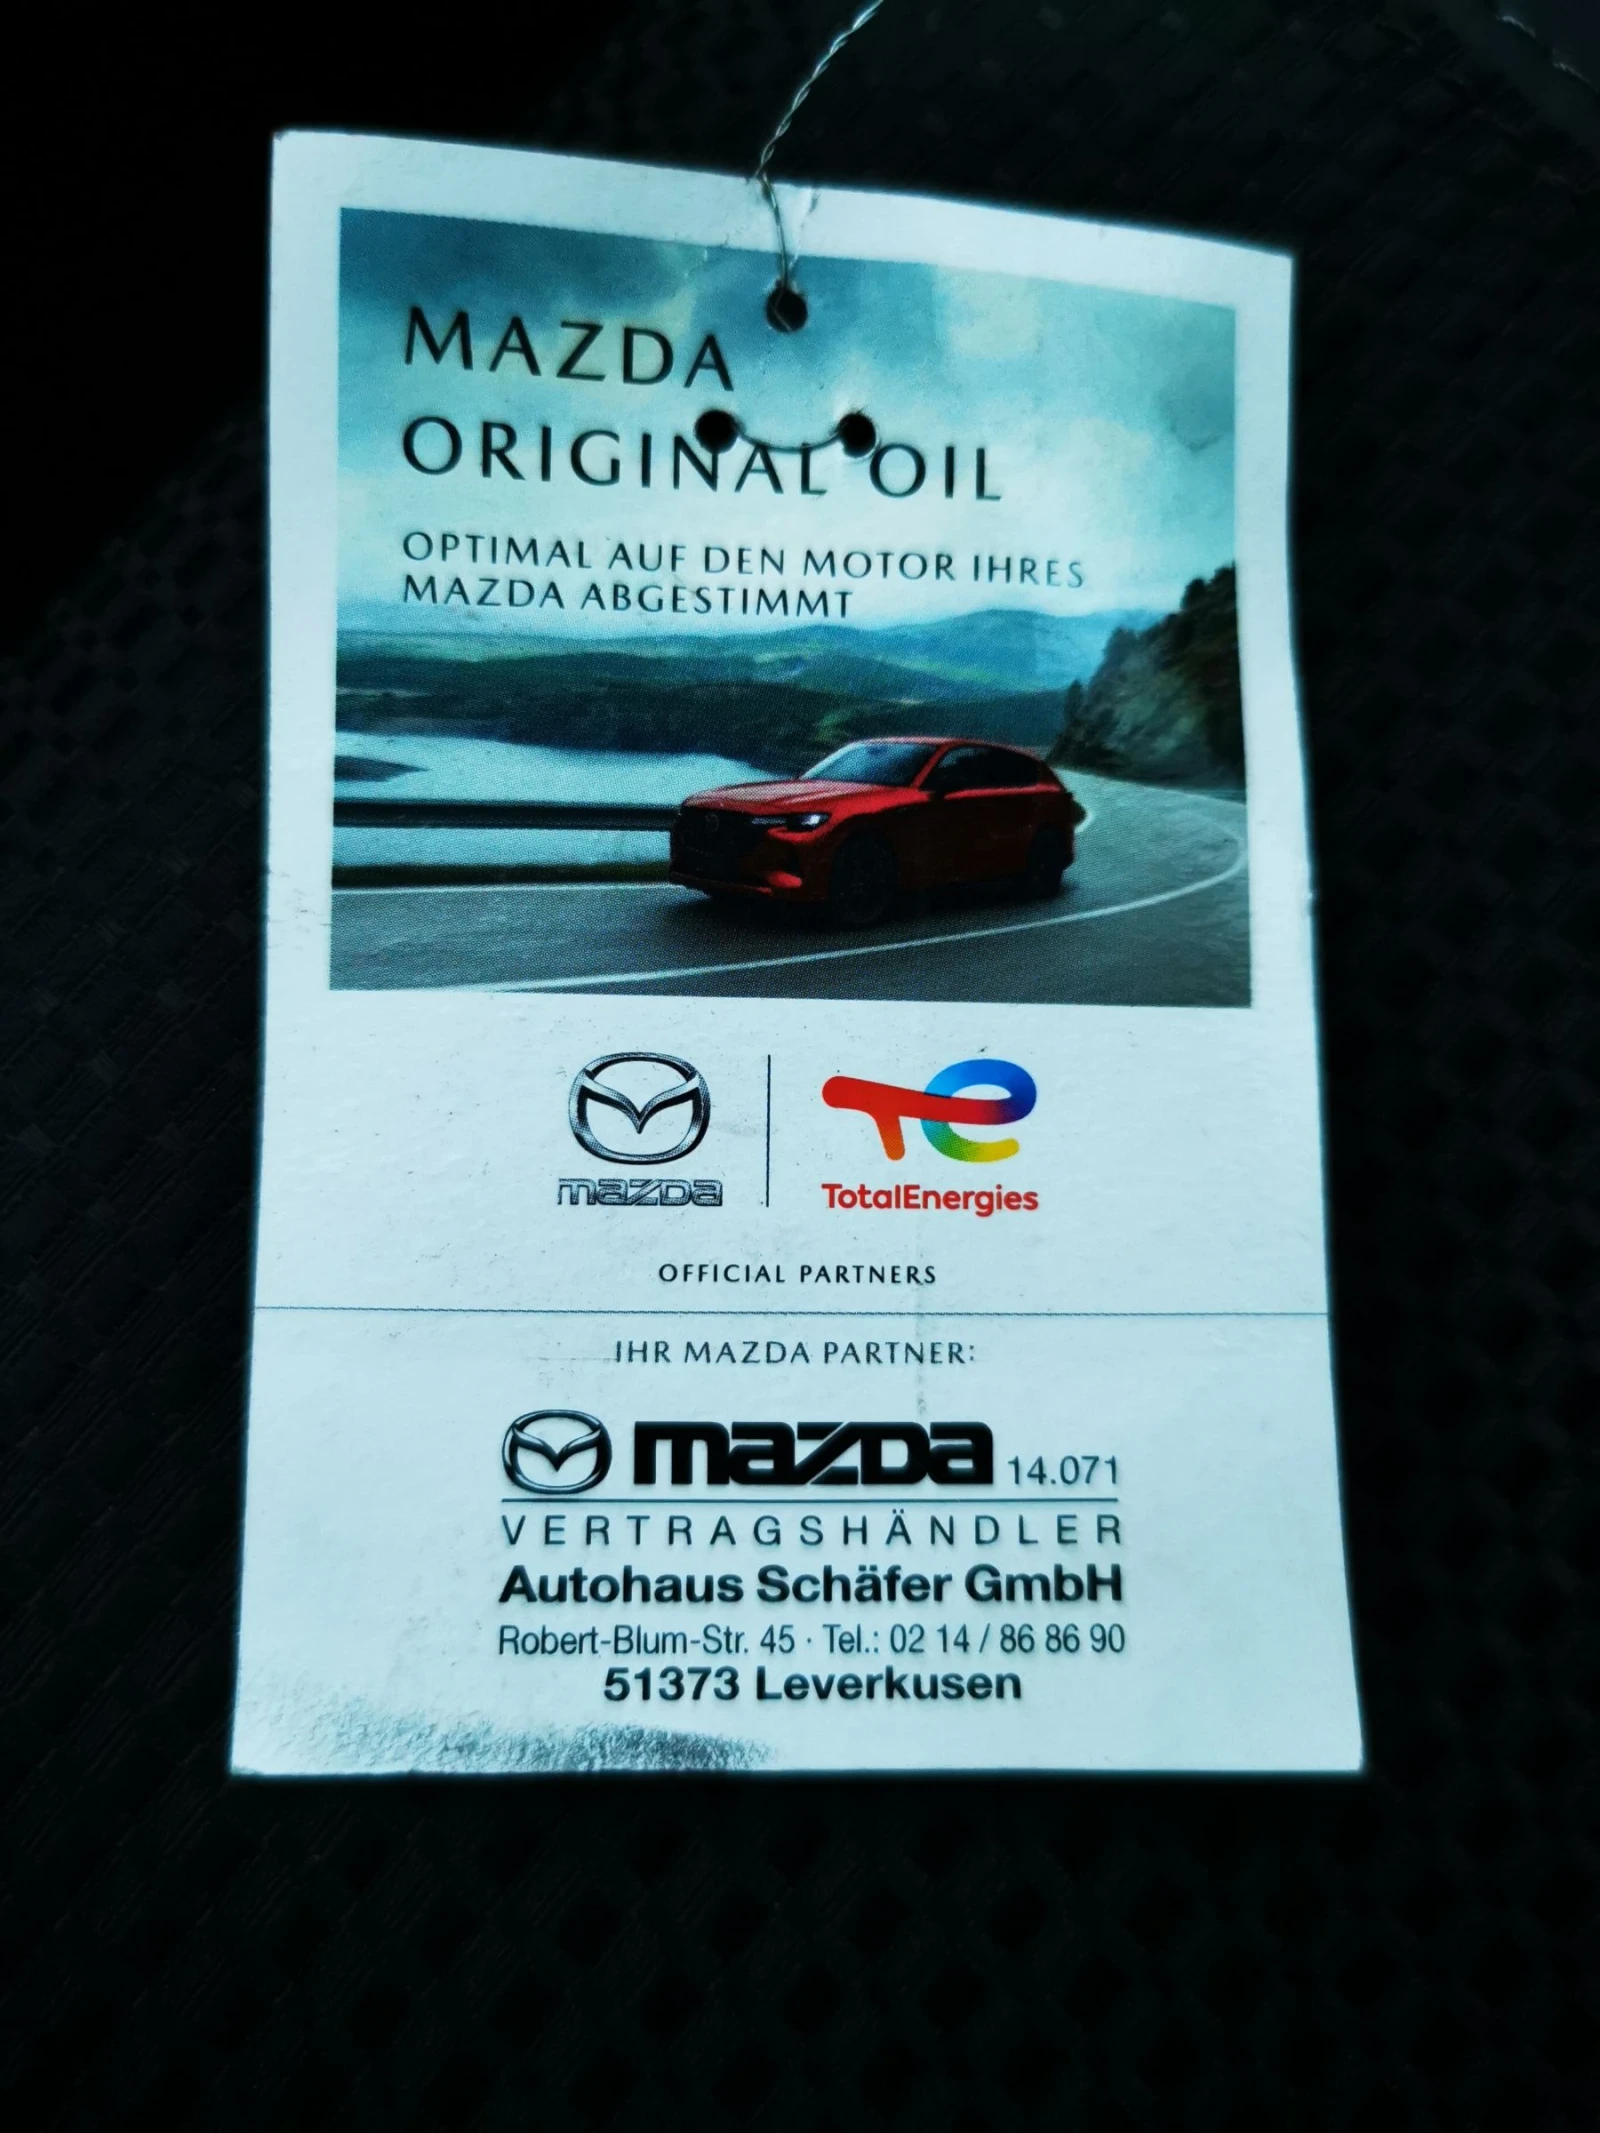 MAZDA
ORIGINAL OIL
OPTIMAL AUF DEN MOTOR IHRES
MAZDA ABGESTIMMT
mazda
TotalEnergies
OFFICIAL PARTNERS
IHR MAZDA PARTNER:
mazda 14.071
VERTRAGSHÄNDLER
Autohaus Schäfer GmbH
Robert-Blum-Str. 45 · Tel.: 02 14 / 86 86 90
51373 Leverkusen